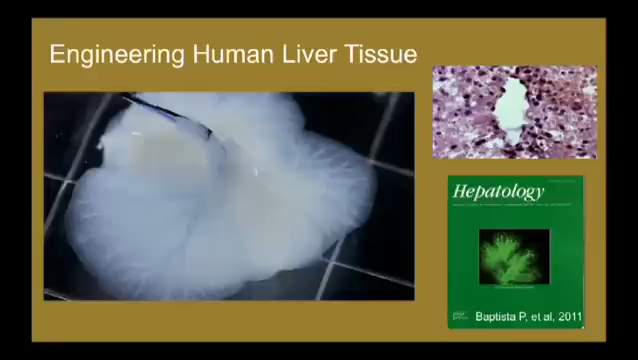 Engineering Human Liver Tissue
Hepatology
Baptista P, et al, 2011